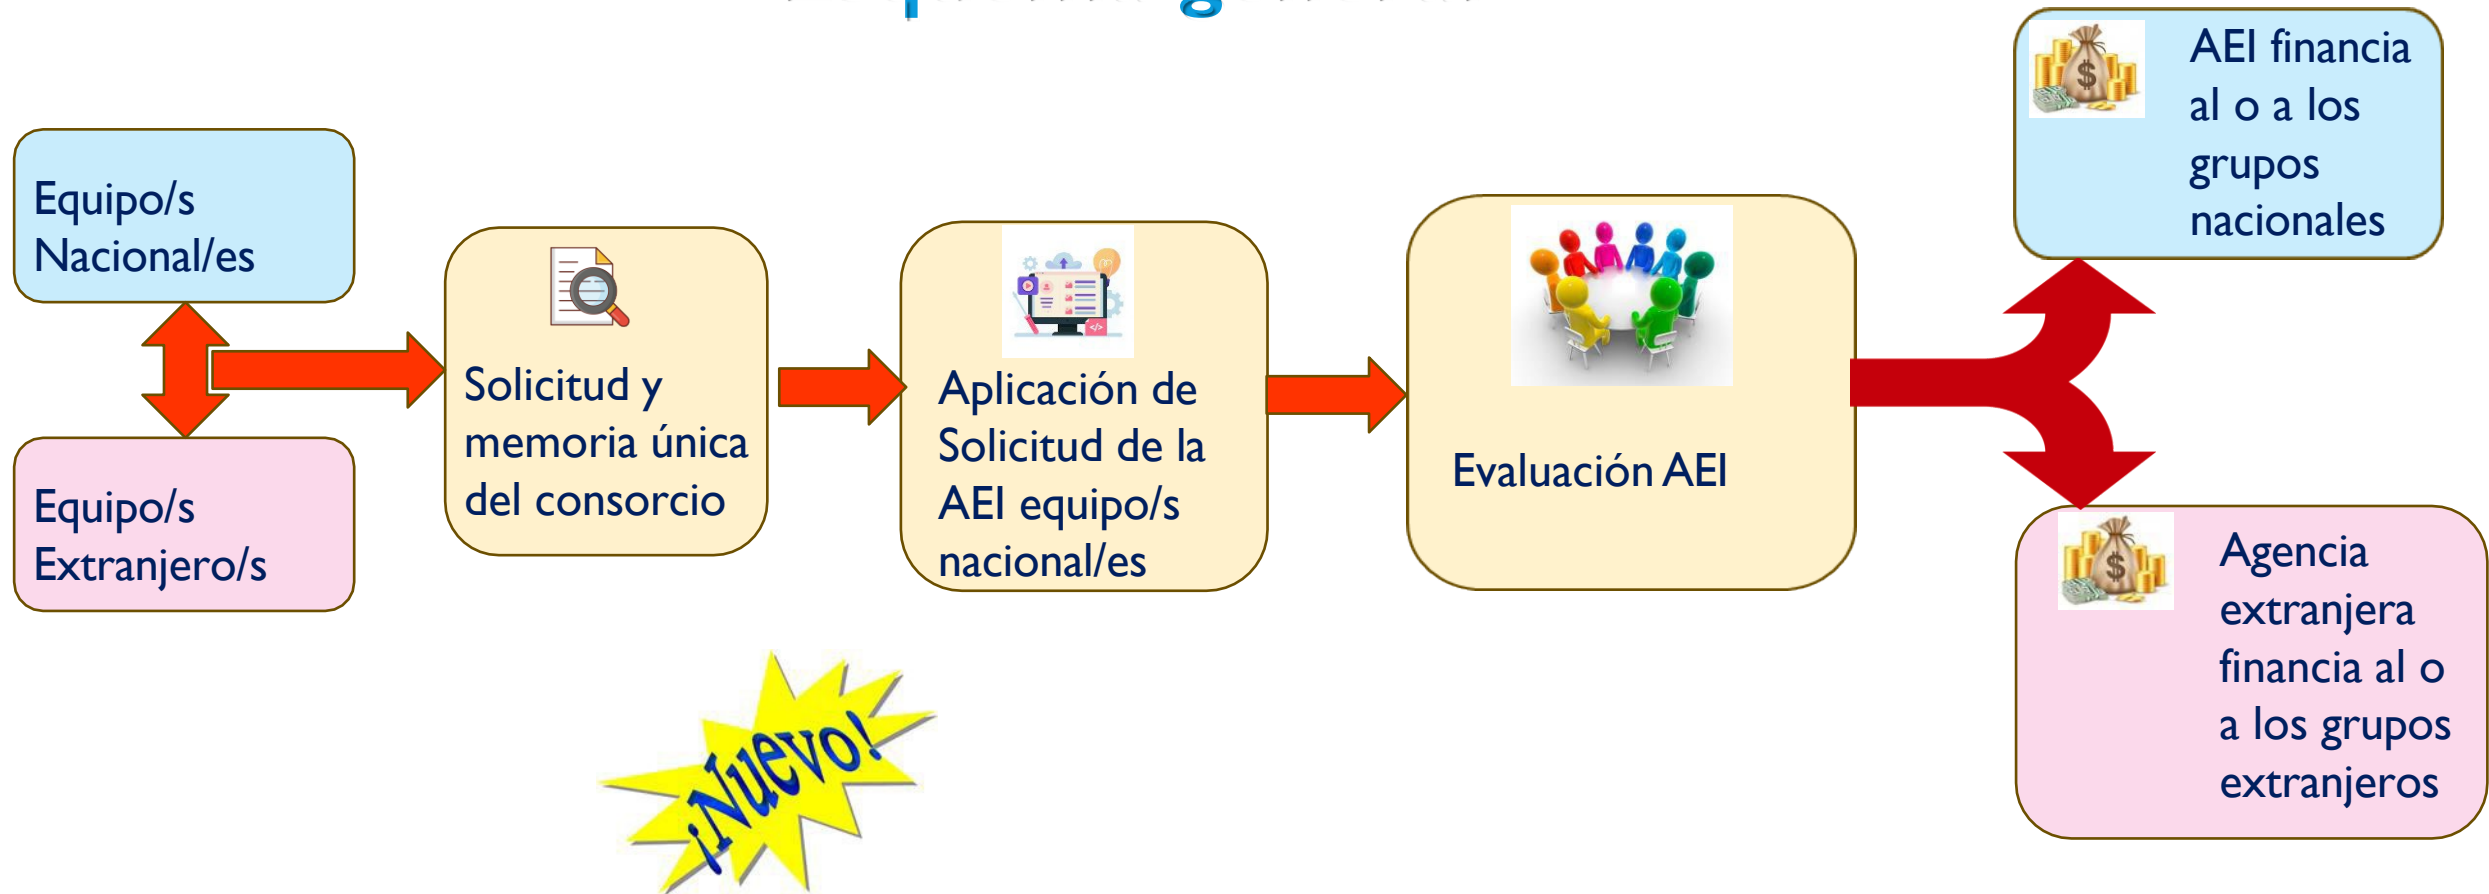 Equipo/s
Nacional/es
Equipo/s
Extranjero/s
Solicitud y
memoria única
del consorcio
Aplicación de
Solicitud de la
AEI equipo/s
nacional/es
Evaluación AEI
AEI financia
al o a los
grupos
nacionales
Agencia
extranjera
financia al o
a los grupos
extranjeros
¡Nuevo!